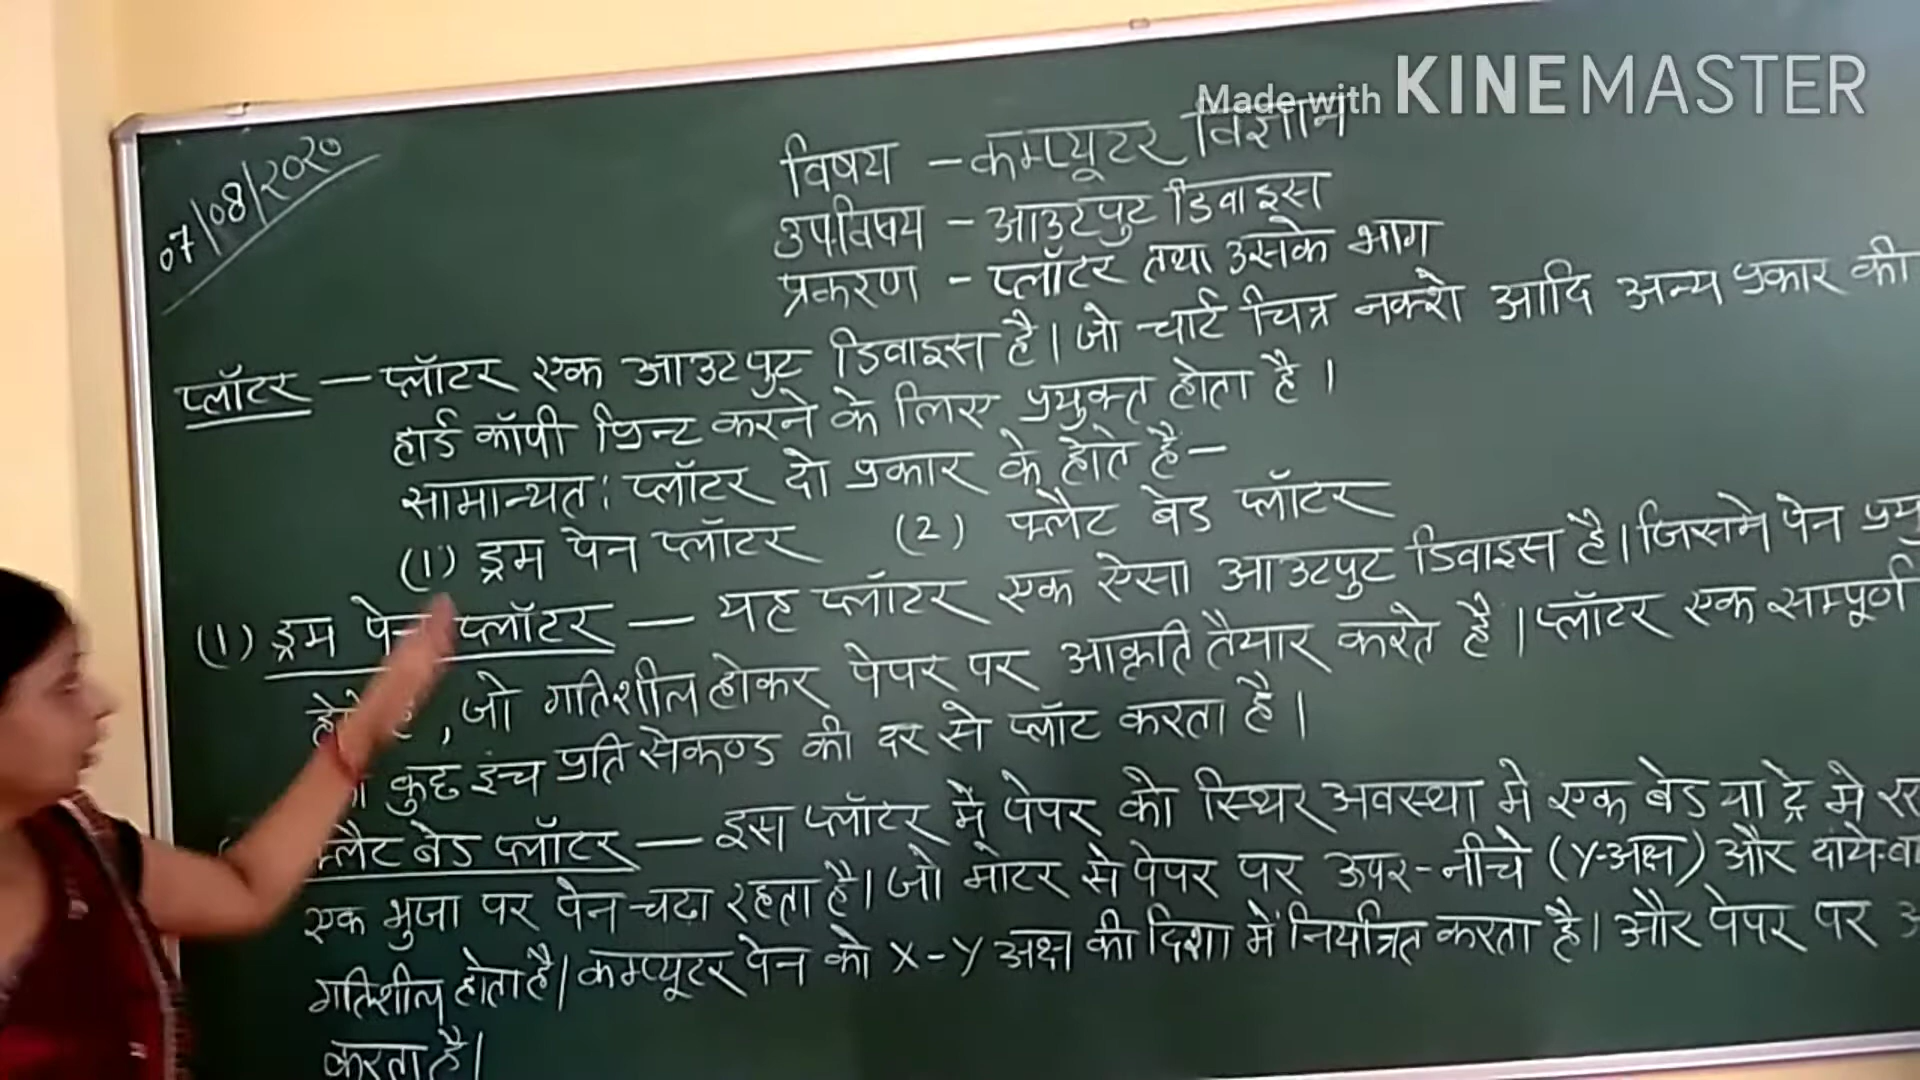 Made with KINEMASTER
07/08/२०२०
विषय - कम्प्यूटर विज्ञान
उपविषय - आउटपुट डिवाइस
प्रकरण - प्लॉटर तथा उसके भाग
प्लॉटर — प्लॉटर एक आउटपुट डिवाइस है। जो चार्ट चित्र नक्शे आदि अन्य प्रकार की
हार्ड कॉपी प्रिन्ट करने के लिए प्रयुक्त होता है।
सामान्यतः प्लॉटर दो प्रकार के होते है-
(1) ड्रम पेन प्लॉटर (2) फ्लैट बेड प्लॉटर
(1) ड्रम पेन प्लॉटर — यह प्लॉटर एक ऐसा आउटपुट डिवाइस है। जिसमे पेन
, जो गतिशील होकर पेपर पर आकृति तैयार करते है। प्लॉटर एक सम्पूर्ण
कुछ इंच प्रति सेकण्ड की दर से प्लॉट करता है।
फ्लैट बेड प्लॉटर — इस प्लॉटर में पेपर को स्थिर अवस्था मे एक बेड या ट्रे मे
एक भुजा पर पेन चढा रहता है। जो मोटर से पेपर पर ऊपर-नीचे (Y-अक्ष) और दांये-
गतिशील होता है। कम्प्यूटर पेन को X-Y अक्ष की दिशा में नियंत्रित करता है। और पेपर पर
करता है।